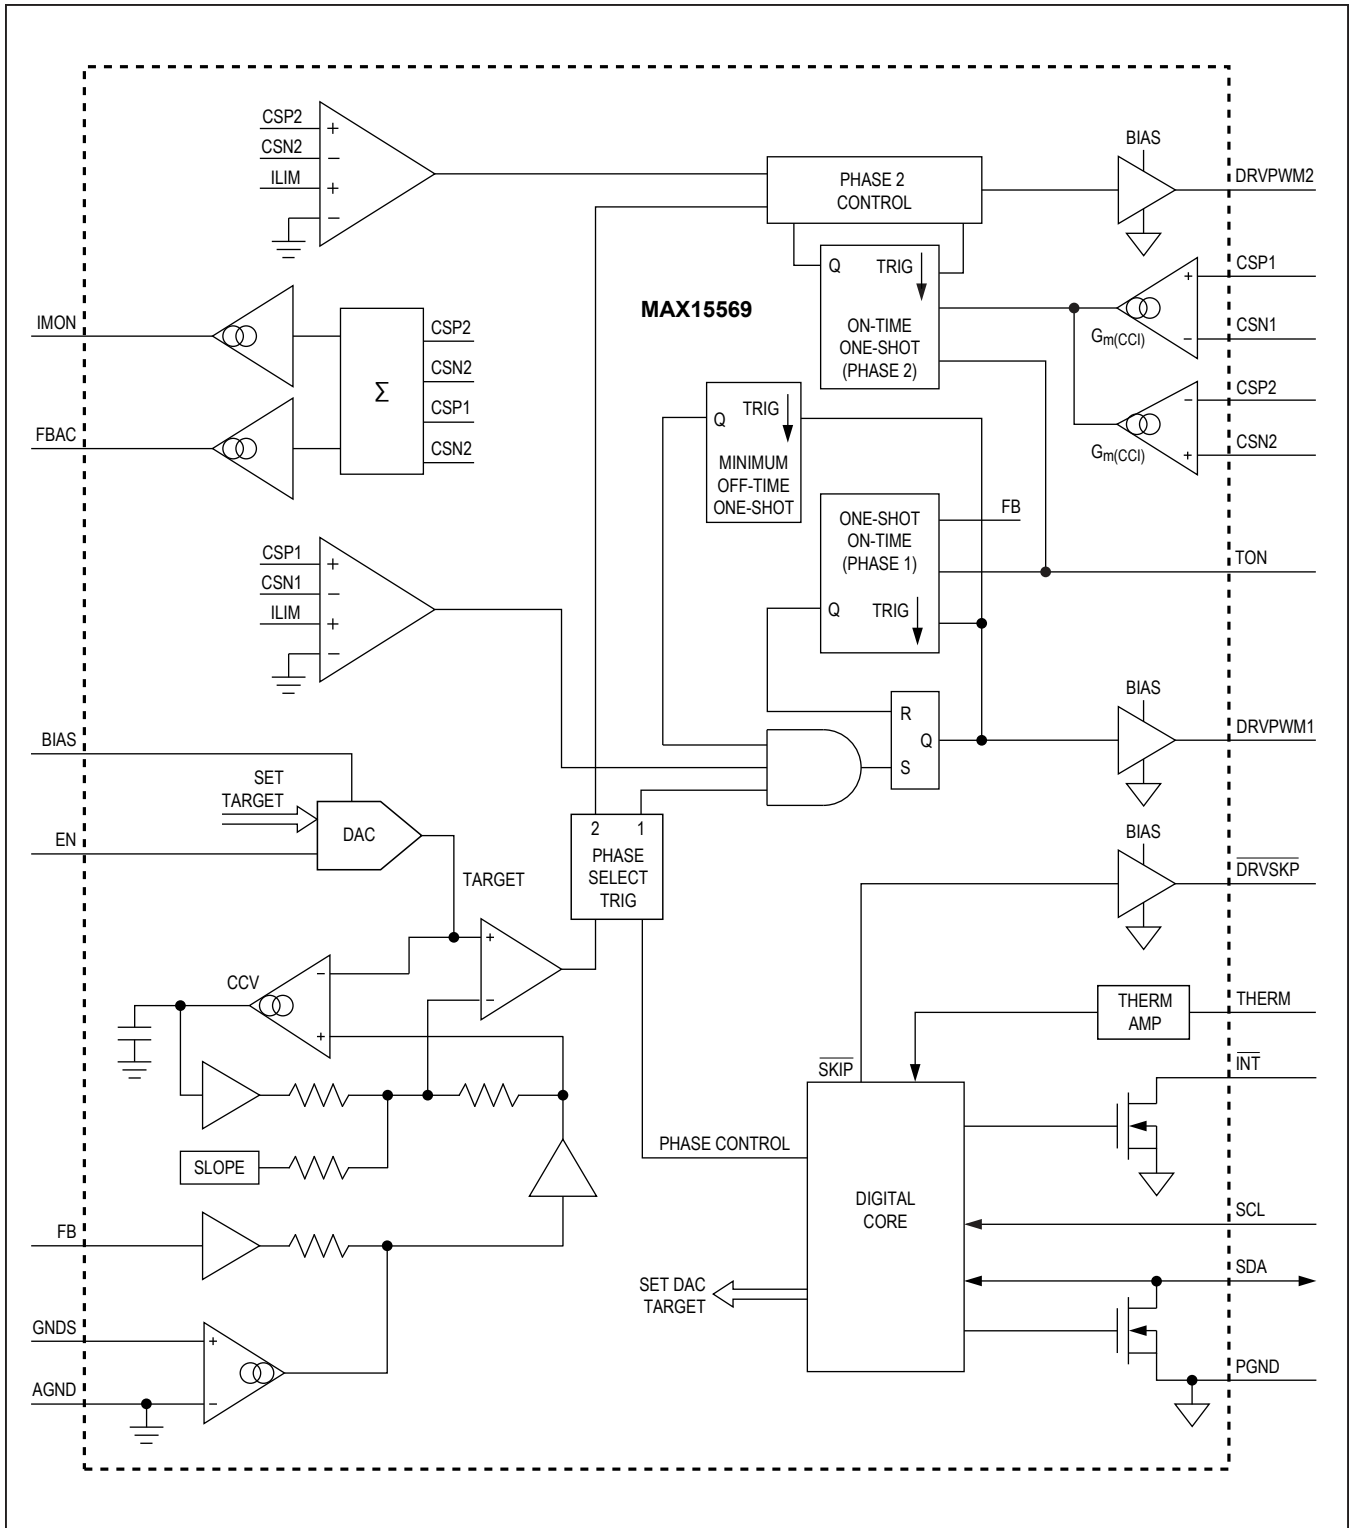 CSP2
+
CSN2
−
ILIM
+
−
PHASE 2
CONTROL
BIAS
DRVPWM2
Q
TRIG
ON-TIME
ONE-SHOT
(PHASE 2)
MAX15569
CSP1
+
Gm(CCI)
−
CSN1
CSP2
−
Gm(CCI)
+
CSN2
IMON
FBAC
Σ
CSP2
CSN2
CSP1
CSN2
Q
TRIG
MINIMUM
OFF-TIME
ONE-SHOT
ONE-SHOT
ON-TIME
(PHASE 1)
Q
TRIG
FB
TON
CSP1
+
CSN1
−
ILIM
+
−
R
Q
S
BIAS
DRVPWM1
BIAS
SET
TARGET
DAC
EN
TARGET
2 1
PHASE
SELECT
TRIG
BIAS
DRVSKP
+
−
CCV
−
+
THERM
AMP
THERM
SKIP
INT
SLOPE
PHASE CONTROL
DIGITAL
CORE
SCL
SDA
FB
SET DAC
TARGET
GNDS
+
AGND
−
PGND